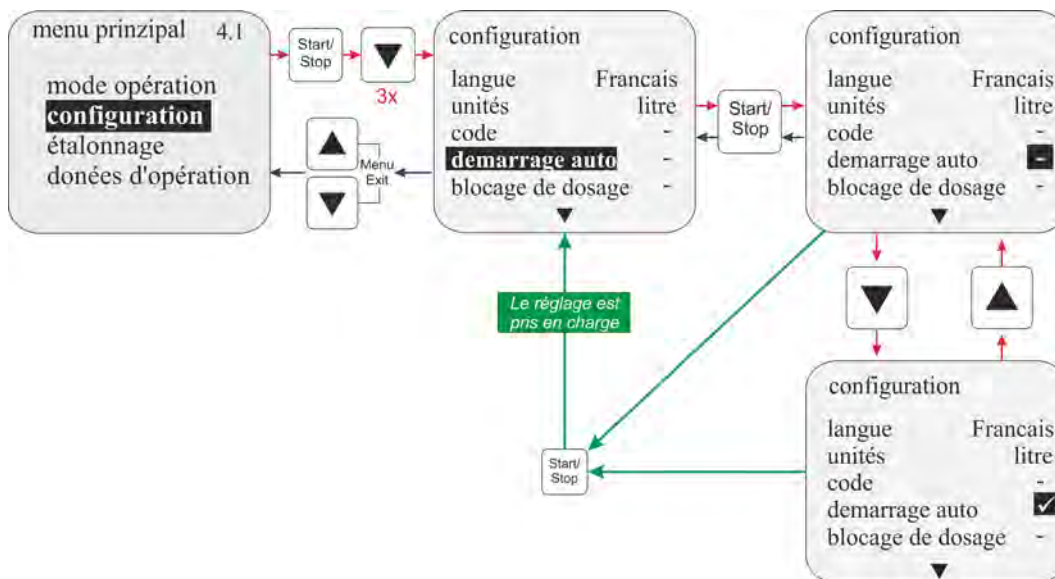 menu prinzipal 4.1
mode opération
configuration
étalonnage
donées d'opération
Start/
Stop
▼
3x
▲
Menu
Exit
▼
configuration
langue Francais
unités litre
code -
demarrage auto -
blocage de dosage -
▼
Start/
Stop
configuration
langue Francais
unités litre
code -
demarrage auto -
blocage de dosage -
▼
▼
▲
Le réglage est
pris en charge
Start/
Stop
configuration
langue Francais
unités litre
code -
demarrage auto ✓
blocage de dosage -
▼